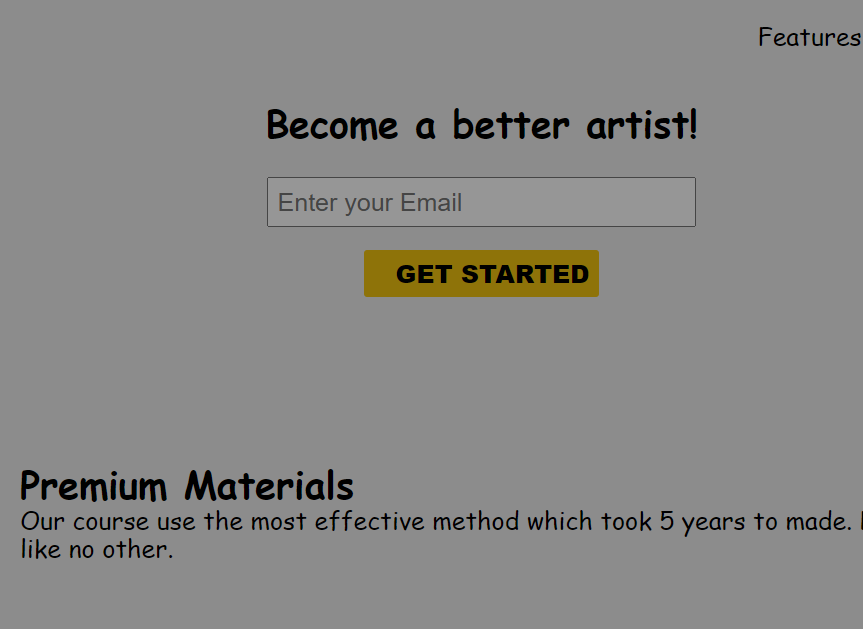 Features
Become a better artist!
Enter your Email
GET STARTED
Premium Materials
Our course use the most effective method which took 5 years to made.
like no other.